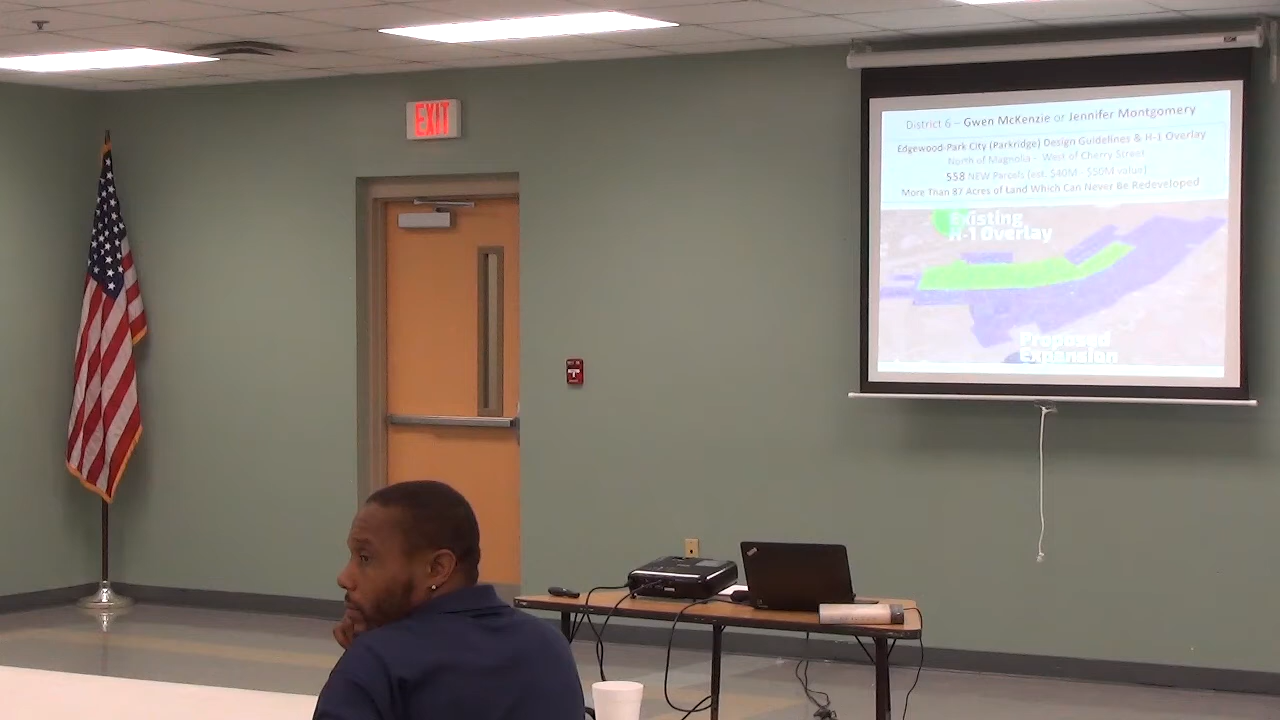 EXIT
District 6 – Gwen McKenzie or Jennifer Montgomery
Edgewood-Park City (Parkridge) Design Guidelines & H-1 Overlay
North of Magnolia - West of Cherry Street
558 NEW Parcels (est. $40M - $50M value)
More Than 87 Acres of Land Which Can Never Be Redeveloped
Existing
H-1 Overlay
Proposed
Expansion